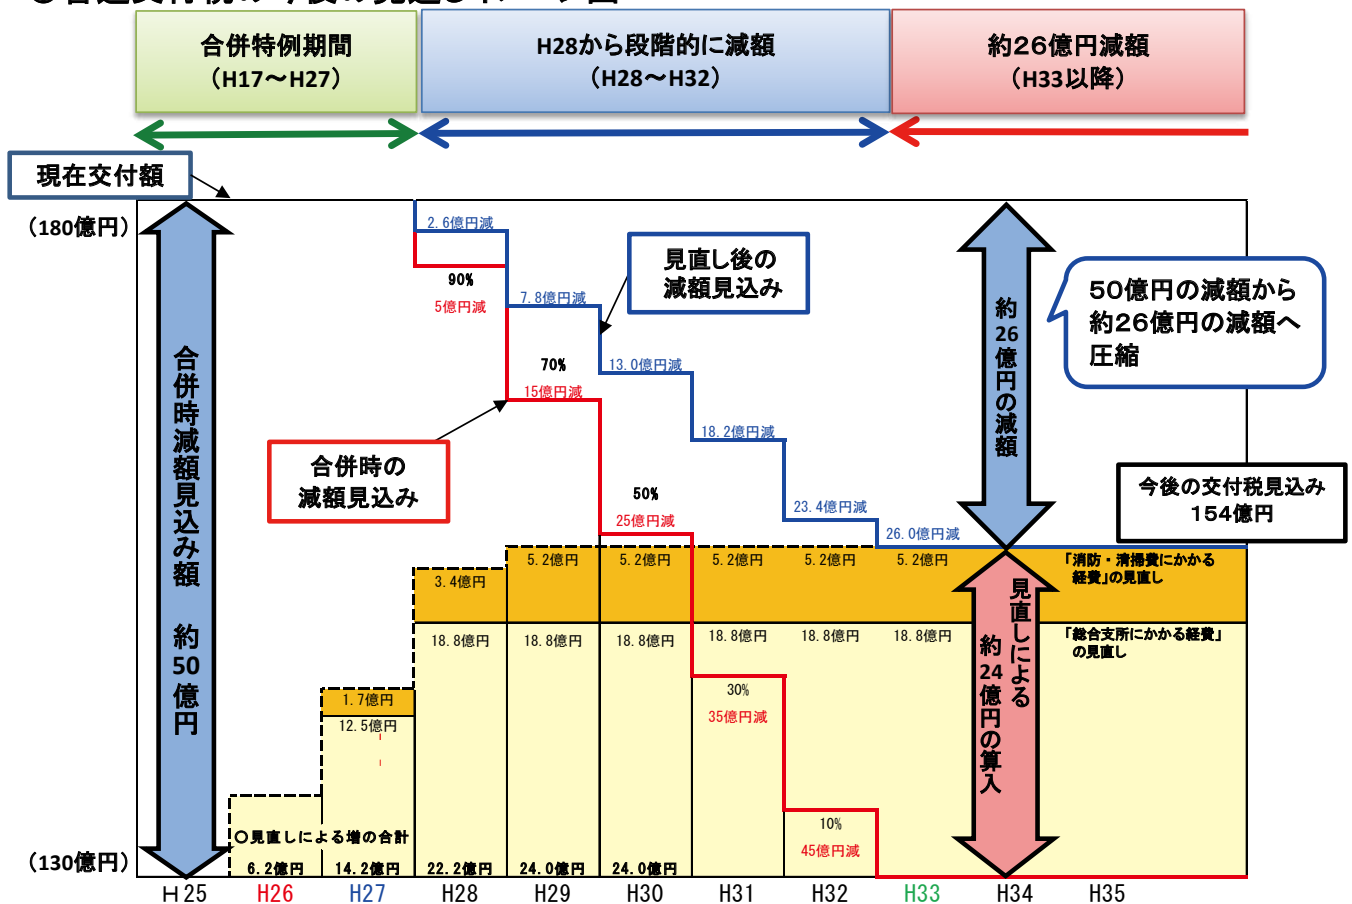 合併特例期間
（H17～H27）
H28から段階的に減額
（H28～H32）
約２６億円減額
（H33以降）
現在交付額
（180億円）
2.6億円減
90%
5億円減
見直し後の
減額見込み
7.8億円減
70%
15億円減
13.0億円減
18.2億円減
50%
25億円減
23.4億円減
26.0億円減
合併時の
減額見込み
合併時減額見込み額　約50億円
約26億円の減額
５０億円の減額から
約２６億円の減額へ
圧縮
今後の交付税見込み
１５４億円
3.4億円
5.2億円
5.2億円
5.2億円
5.2億円
5.2億円
「消防・清掃費にかかる
経費」の見直し
18.8億円
18.8億円
18.8億円
18.8億円
18.8億円
18.8億円
「総合支所にかかる経費」
の見直し
見直しによる
約24億円の算入
1.7億円
12.5億円
30%
35億円減
10%
45億円減
〇見直しによる増の合計
6.2億円
14.2億円
22.2億円
24.0億円
24.0億円
（130億円）
Ｈ25
H26
H27
H28
H29
H30
H31
H32
H33
H34
H35